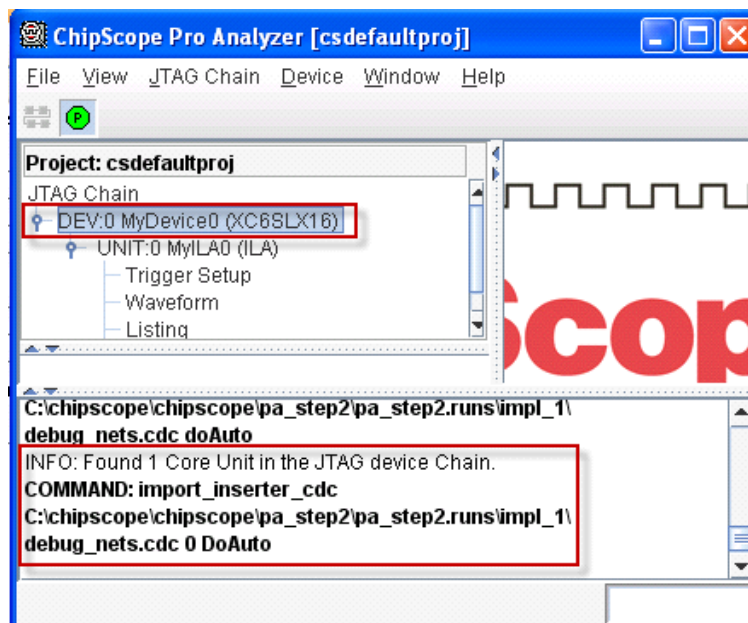 ChipScope Pro Analyzer [csdefaultproj]
File View JTAG Chain Device Window Help
P
Project: csdefaultproj
JTAG Chain
DEV:0 MyDevice0 (XC6SLX16)
UNIT:0 MyILA0 (ILA)
Trigger Setup
Waveform
Listing
Scop
C:\chipscope\chipscope\pa_step2\pa_step2.runs\impl_1\
debug_nets.cdc doAuto
INFO: Found 1 Core Unit in the JTAG device Chain.
COMMAND: import_inserter_cdc
C:\chipscope\chipscope\pa_step2\pa_step2.runs\impl_1\
debug_nets.cdc 0 DoAuto